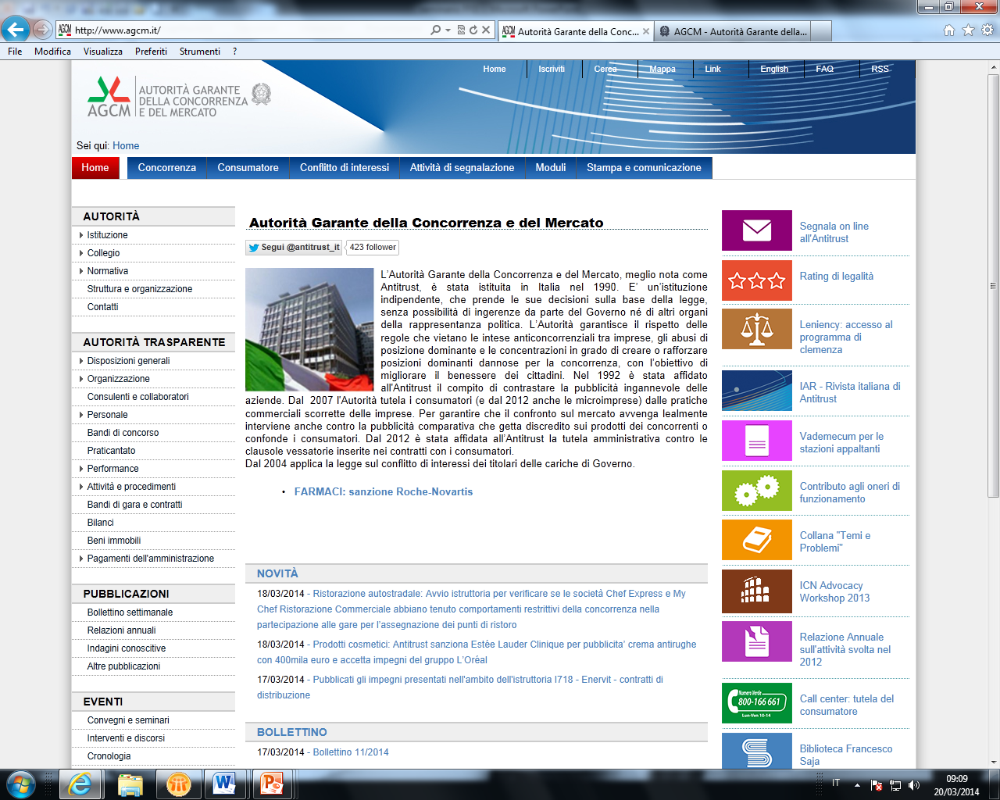 http://www.agcm.it/
Autorità Garante della Conc...
AGCM - Autorità Garante della...
File Modifica Visualizza Preferiti Strumenti ?
Home Iscriviti Cerca Mappa Link English FAQ RSS
AGCM
AUTORITÀ GARANTE
DELLA CONCORRENZA
E DEL MERCATO
Sei qui: Home
Home Concorrenza Consumatore Conflitto di interessi Attività di segnalazione Moduli Stampa e comunicazione
AUTORITÀ
Istituzione
Collegio
Normativa
Struttura e organizzazione
Contatti
AUTORITÀ TRASPARENTE
Disposizioni generali
Organizzazione
Consulenti e collaboratori
Personale
Bandi di concorso
Praticantato
Performance
Attività e procedimenti
Bandi di gara e contratti
Bilanci
Beni immobili
Pagamenti dell'amministrazione
PUBBLICAZIONI
Bollettino settimanale
Relazioni annuali
Indagini conoscitive
Altre pubblicazioni
EVENTI
Convegni e seminari
Interventi e discorsi
Cronologia
Autorità Garante della Concorrenza e del Mercato
Segui @antitrust_it 423 follower
L'Autorità Garante della Concorrenza e del Mercato, meglio nota come
Antitrust, è stata istituita in Italia nel 1990. E' un'istituzione
indipendente, che prende le sue decisioni sulla base della legge,
senza possibilità di ingerenze da parte del Governo né di altri organi
della rappresentanza politica. L'Autorità garantisce il rispetto delle
regole che vietano le intese anticoncorrenziali tra imprese, gli abusi di
posizione dominante e le concentrazioni in grado di creare o rafforzare
posizioni dominanti dannose per la concorrenza, con l'obiettivo di
migliorare il benessere dei cittadini. Nel 1992 è stata affidato
all'Antitrust il compito di contrastare la pubblicità ingannevole delle
aziende. Dal 2007 l'Autorità tutela i consumatori (e dal 2012 anche le microimprese) dalle pratiche
commerciali scorrette delle imprese. Per garantire che il confronto sul mercato avvenga lealmente
interviene anche contro la pubblicità comparativa che getta discredito sui prodotti dei concorrenti o
confonde i consumatori. Dal 2012 è stata affidata all'Antitrust la tutela amministrativa contro le
clausole vessatorie inserite nei contratti con i consumatori.
Dal 2004 applica la legge sul conflitto di interessi dei titolari delle cariche di Governo.
• FARMACI: sanzione Roche-Novartis
NOVITÀ
18/03/2014 - Ristorazione autostradale: Avvio istruttoria per verificare se le società Chef Express e My
Chef Ristorazione Commerciale abbiano tenuto comportamenti restrittivi della concorrenza nella
partecipazione alle gare per l'assegnazione dei punti di ristoro
18/03/2014 - Prodotti cosmetici: Antitrust sanziona Estée Lauder Clinique per pubblicita' crema antirughe
con 400mila euro e accetta impegni del gruppo L'Oréal
17/03/2014 - Pubblicati gli impegni presentati nell'ambito dell'istruttoria I718 - Enervit - contratti di
distribuzione
BOLLETTINO
17/03/2014 - Bollettino 11/2014
Segnala on line
all'Antitrust
Rating di legalità
Leniency: accesso al
programma di
clemenza
IAR - Rivista italiana di
Antitrust
Vademecum per le
stazioni appaltanti
Contributo agli oneri di
funzionamento
Collana "Temi e
Problemi"
ICN Advocacy
Workshop 2013
Relazione Annuale
sull'attività svolta nel
2012
Numero Verde
800-166 661
Lun-Ven 10-14
Call center: tutela del
consumatore
Biblioteca Francesco
Saja
IT
09:09
20/03/2014